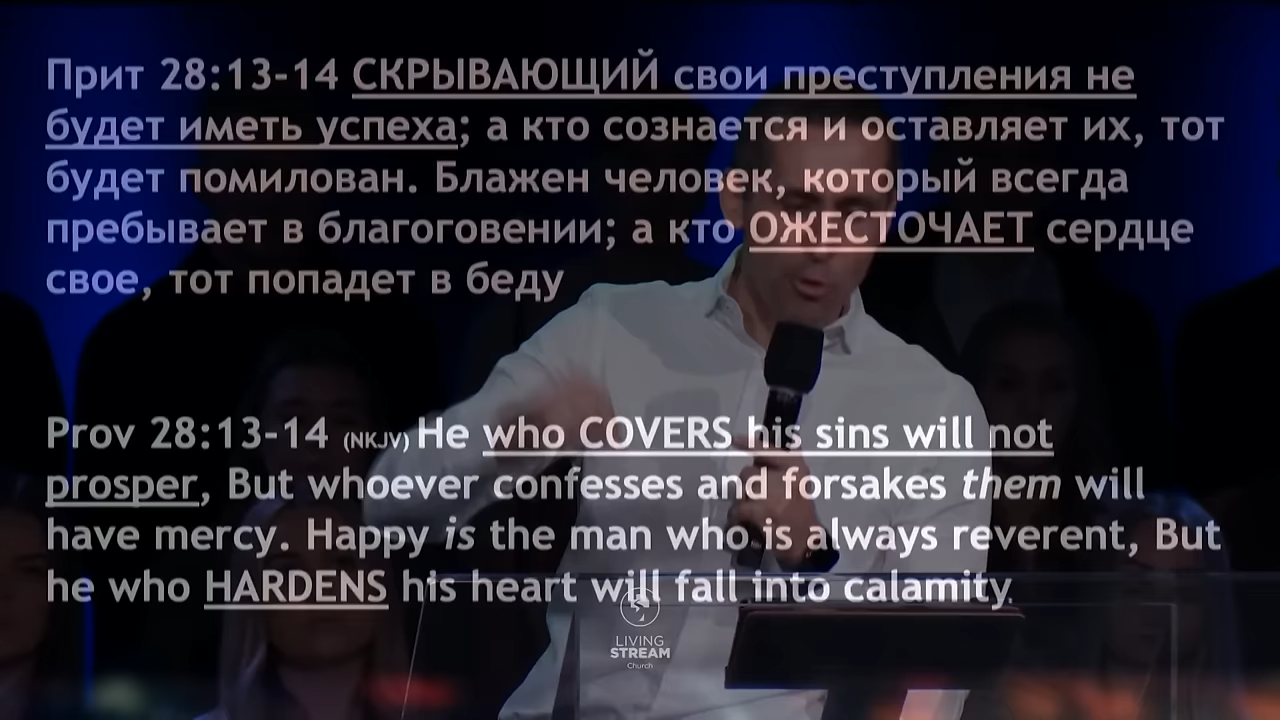 Прит 28:13-14 СКРЫВАЮЩИЙ свои преступления не
будет иметь успеха; а кто сознается и оставляет их, тот
будет помилован. Блажен человек, который всегда
пребывает в благоговении; а кто ОЖЕСТОЧАЕТ сердце
свое, тот попадет в беду
Prov 28:13-14 (NKJV) He who COVERS his sins will not
prosper, But whoever confesses and forsakes them will
have mercy. Happy is the man who is always reverent, But
he who HARDENS his heart will fall into calamity.
LIVING
STREAM
Church